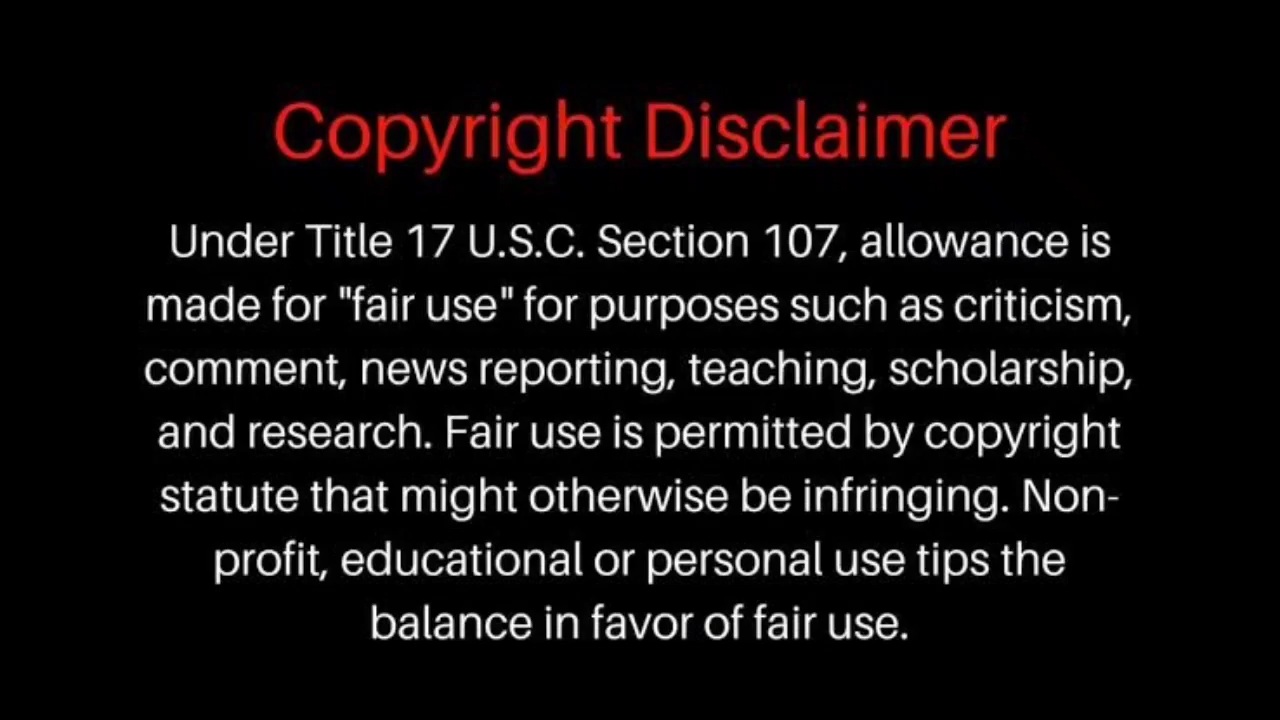 Copyright Disclaimer
Under Title 17 U.S.C. Section 107, allowance is
made for "fair use" for purposes such as criticism,
comment, news reporting, teaching, scholarship,
and research. Fair use is permitted by copyright
statute that might otherwise be infringing. Non-
profit, educational or personal use tips the
balance in favor of fair use.